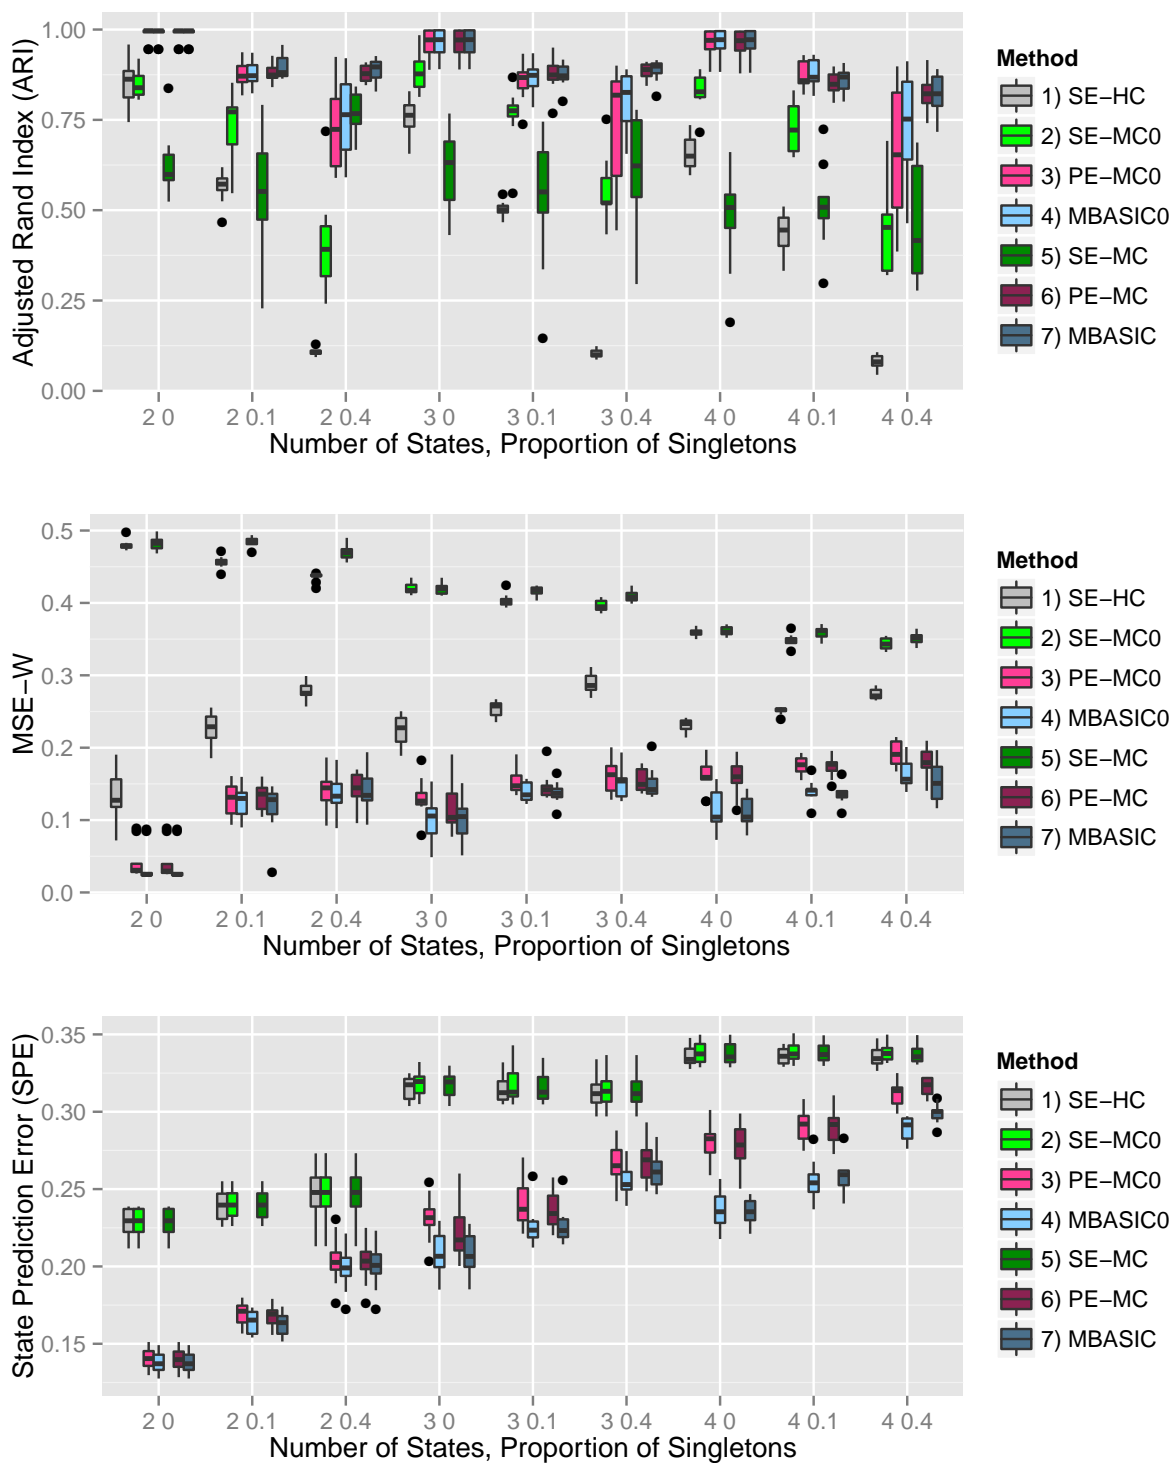 Adjusted Rand Index (ARI)
1.00
0.75
0.50
0.25
0.00
2 0
2 0.1
2 0.4
3 0
3 0.1
3 0.4
4 0
4 0.1
4 0.4
Number of States, Proportion of Singletons
Method
1) SE−HC
2) SE−MC0
3) PE−MC0
4) MBASIC0
5) SE−MC
6) PE−MC
7) MBASIC
MSE−W
0.5
0.4
0.3
0.2
0.1
0.0
2 0
2 0.1
2 0.4
3 0
3 0.1
3 0.4
4 0
4 0.1
4 0.4
Number of States, Proportion of Singletons
Method
1) SE−HC
2) SE−MC0
3) PE−MC0
4) MBASIC0
5) SE−MC
6) PE−MC
7) MBASIC
State Prediction Error (SPE)
0.35
0.30
0.25
0.20
0.15
2 0
2 0.1
2 0.4
3 0
3 0.1
3 0.4
4 0
4 0.1
4 0.4
Number of States, Proportion of Singletons
Method
1) SE−HC
2) SE−MC0
3) PE−MC0
4) MBASIC0
5) SE−MC
6) PE−MC
7) MBASIC